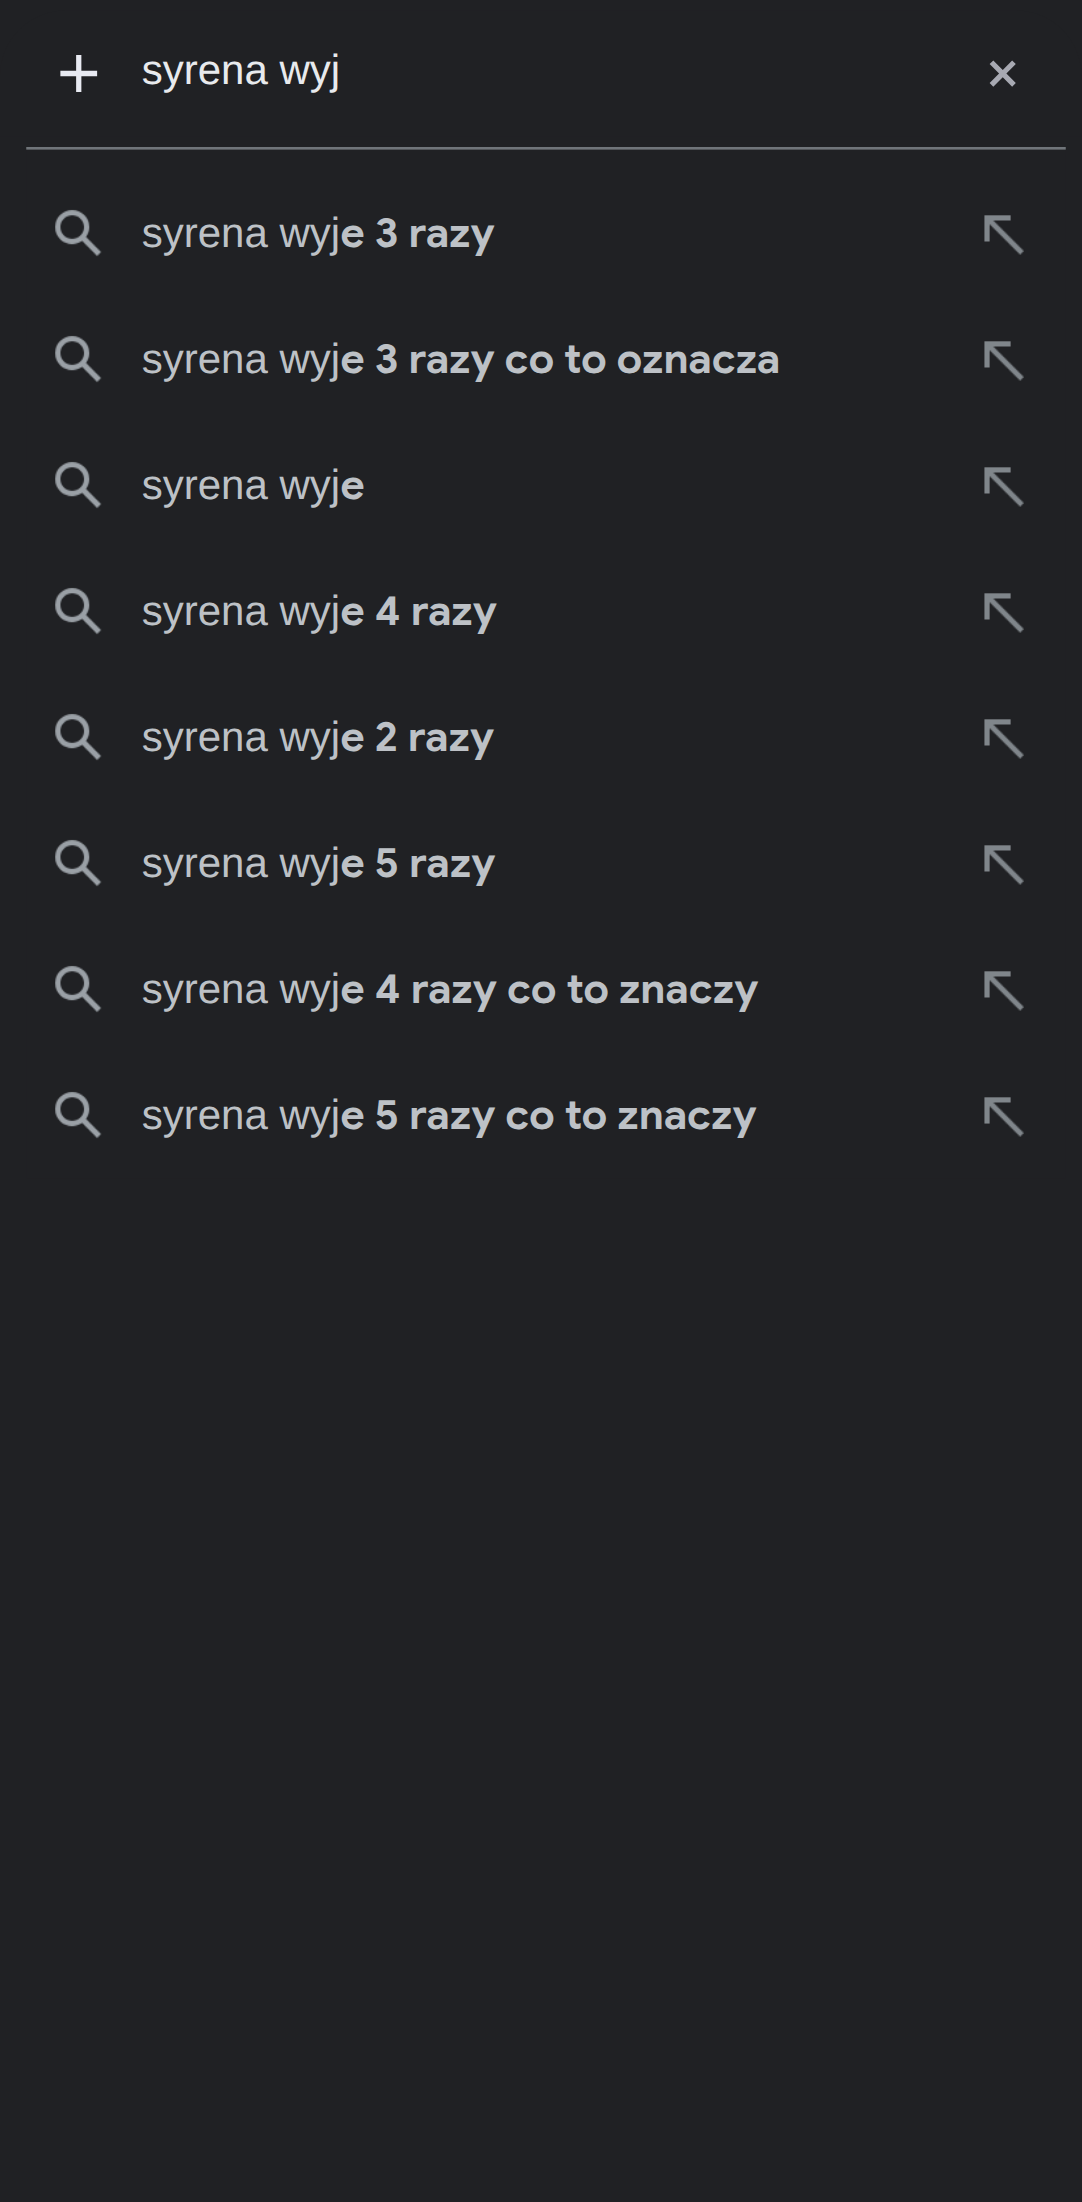 syrena wyj
syrena wyje 3 razy
syrena wyje 3 razy co to oznacza
syrena wyje
syrena wyje 4 razy
syrena wyje 2 razy
syrena wyje 5 razy
syrena wyje 4 razy co to znaczy
syrena wyje 5 razy co to znaczy